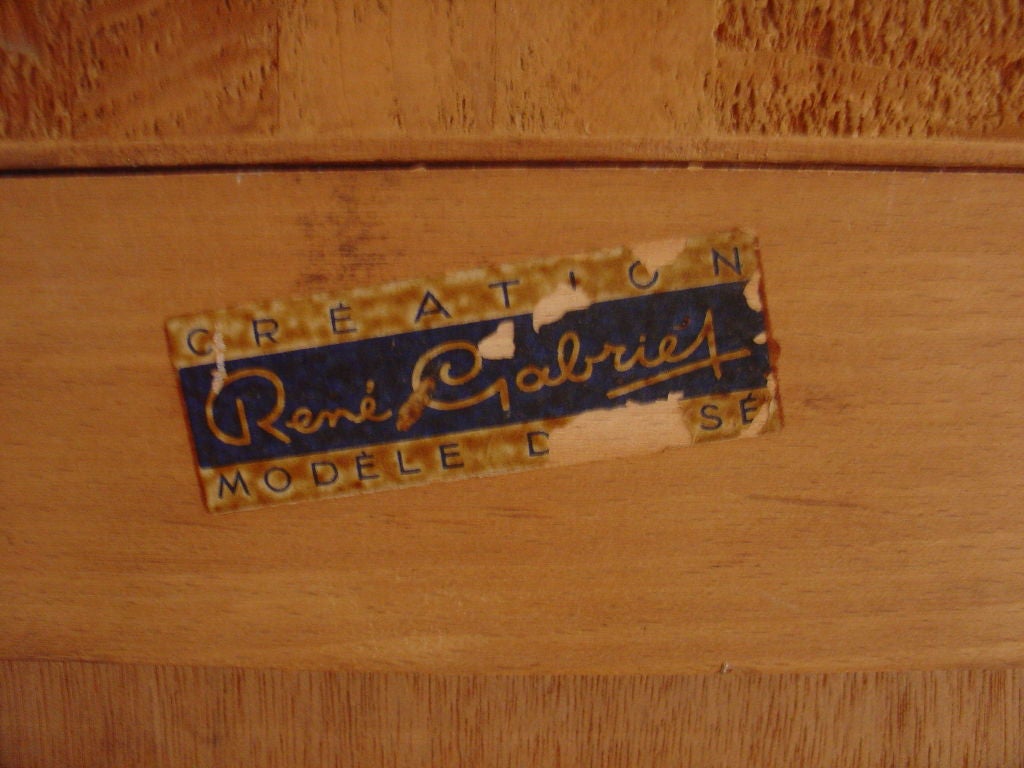 CRÉATION
René Gabriel
MODÈLE D SÉ